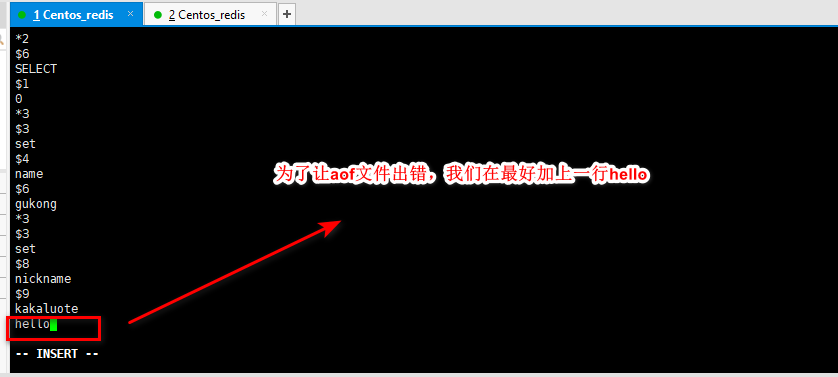 1 Centos_redis ×
2 Centos_redis ×
+
*2
$6
SELECT
$1
0
*3
$3
set
$4
name
$6
gukong
*3
$3
set
$8
nickname
$9
kakaluote
hello
-- INSERT --
为了让aof文件出错，我们在最好加上一行hello